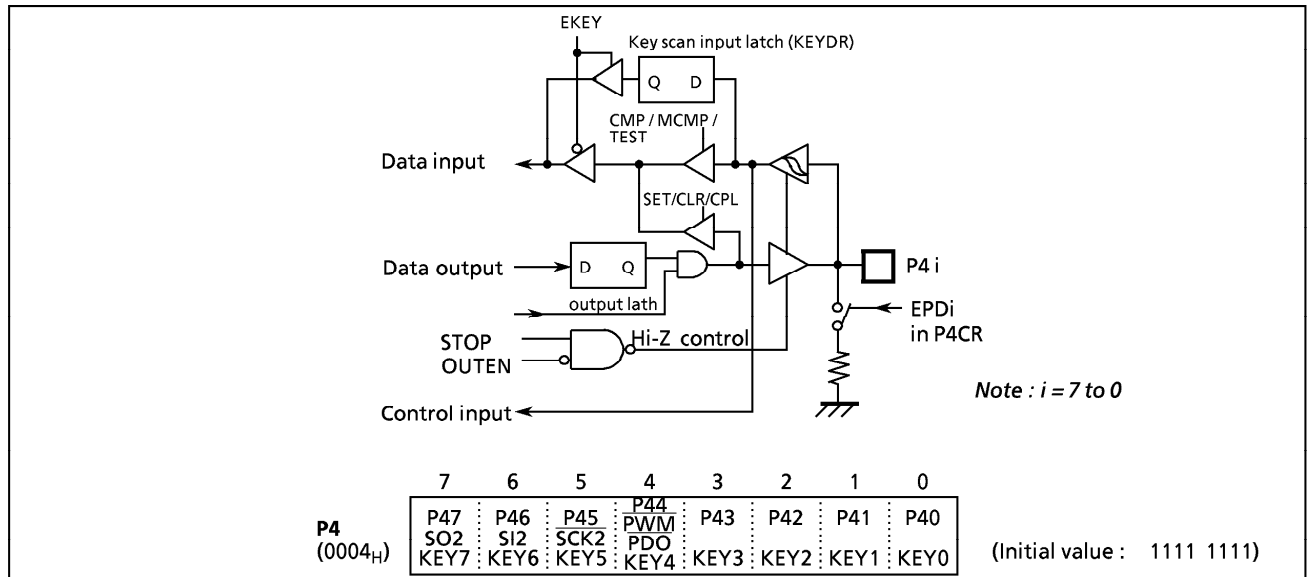 EKEY
Key scan input latch (KEYDR)
Q D
CMP / MCMP /
TEST
Data input
SET/CLR/CPL
Data output
D Q
P4 i
output lath
EPDi
in P4CR
STOP
OUTEN
Hi-Z control
Note : i = 7 to 0
Control input
7 6 5 4 3 2 1 0
P4
(0004H)
P47 P46 P45 P44 P43 P42 P41 P40
SO2 SI2 SCK2 PWM
PDO
KEY7 KEY6 KEY5 KEY4 KEY3 KEY2 KEY1 KEY0
(Initial value : 1111 1111)